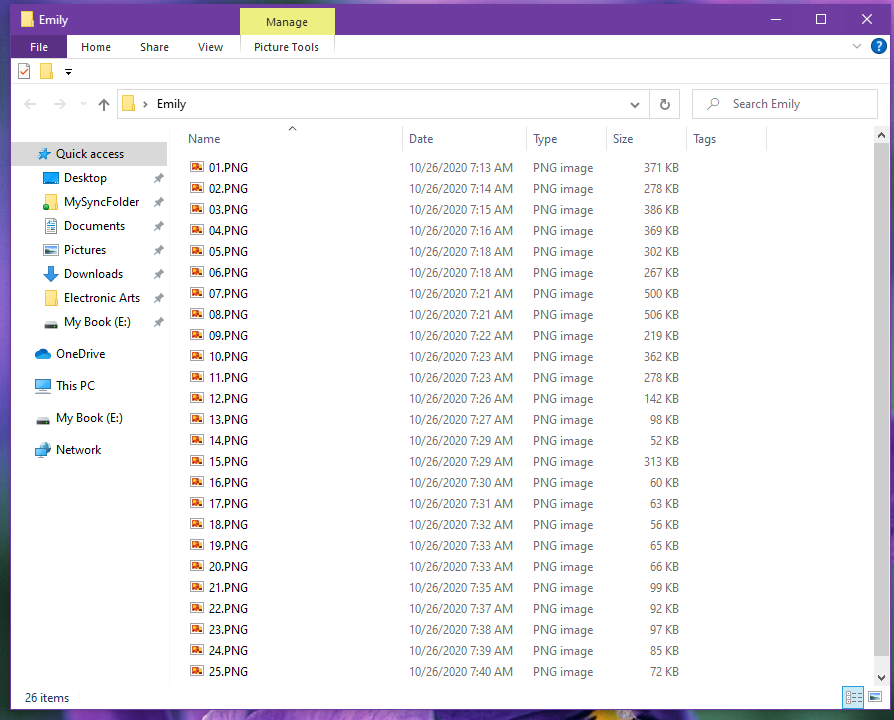 Emily
Manage
File Home Share View Picture Tools
?
Emily
Search Emily
Quick access
Desktop
MySyncFolder
Documents
Pictures
Downloads
Electronic Arts
My Book (E:)
OneDrive
This PC
My Book (E:)
Network
Name Date Type Size Tags
01.PNG 10/26/2020 7:13 AM PNG image 371 KB
02.PNG 10/26/2020 7:14 AM PNG image 278 KB
03.PNG 10/26/2020 7:15 AM PNG image 386 KB
04.PNG 10/26/2020 7:16 AM PNG image 369 KB
05.PNG 10/26/2020 7:18 AM PNG image 302 KB
06.PNG 10/26/2020 7:18 AM PNG image 267 KB
07.PNG 10/26/2020 7:21 AM PNG image 500 KB
08.PNG 10/26/2020 7:21 AM PNG image 506 KB
09.PNG 10/26/2020 7:22 AM PNG image 219 KB
10.PNG 10/26/2020 7:23 AM PNG image 362 KB
11.PNG 10/26/2020 7:23 AM PNG image 278 KB
12.PNG 10/26/2020 7:26 AM PNG image 142 KB
13.PNG 10/26/2020 7:27 AM PNG image 98 KB
14.PNG 10/26/2020 7:29 AM PNG image 52 KB
15.PNG 10/26/2020 7:29 AM PNG image 313 KB
16.PNG 10/26/2020 7:30 AM PNG image 60 KB
17.PNG 10/26/2020 7:31 AM PNG image 63 KB
18.PNG 10/26/2020 7:32 AM PNG image 56 KB
19.PNG 10/26/2020 7:33 AM PNG image 65 KB
20.PNG 10/26/2020 7:33 AM PNG image 66 KB
21.PNG 10/26/2020 7:35 AM PNG image 99 KB
22.PNG 10/26/2020 7:37 AM PNG image 92 KB
23.PNG 10/26/2020 7:38 AM PNG image 97 KB
24.PNG 10/26/2020 7:39 AM PNG image 85 KB
25.PNG 10/26/2020 7:40 AM PNG image 72 KB
26 items